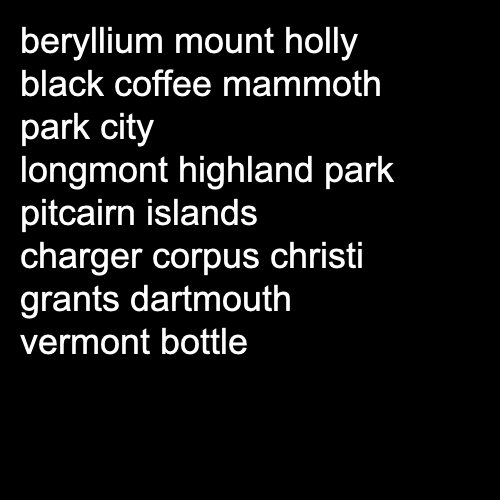 beryllium mount holly
black coffee mammoth
park city
longmont highland park
pitcairn islands
charger corpus christi
grants dartmouth
vermont bottle